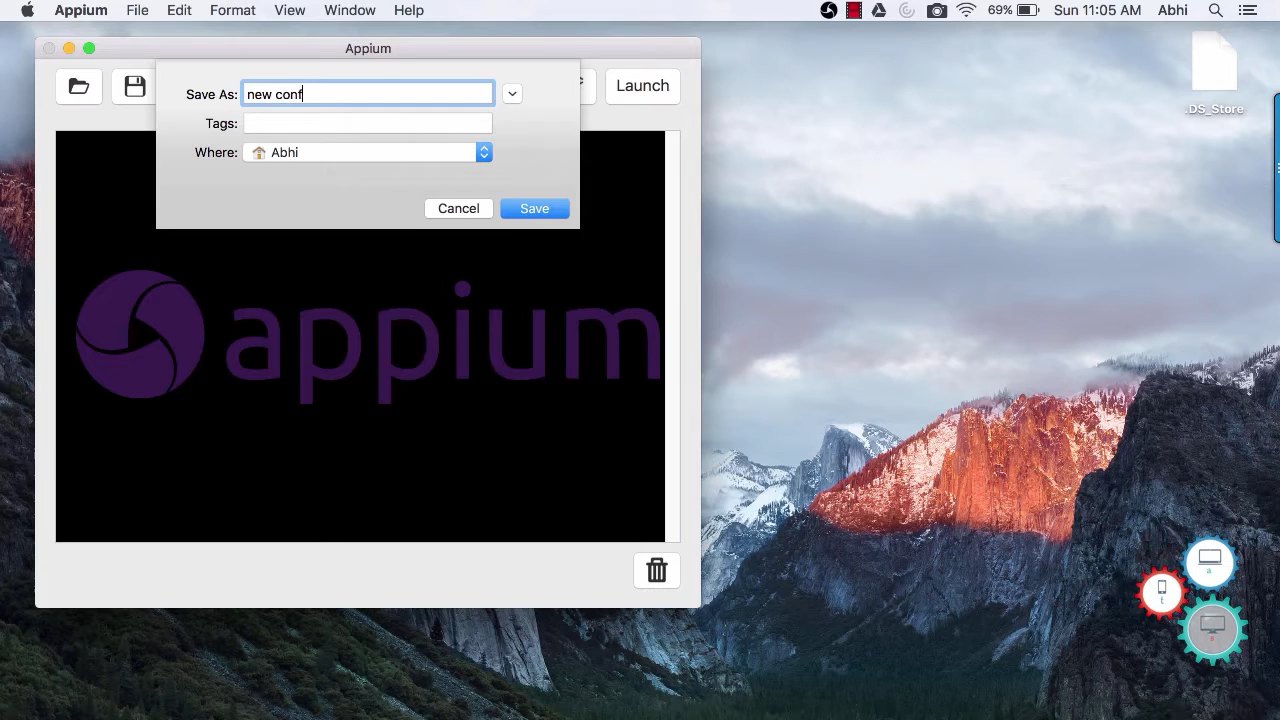 Appium File Edit Format View Window Help 69% Sun 11:05 AM Abhi
Appium
Launch
Save As: new conf
Tags:
Where: Abhi
Cancel Save
appium
.DS_Store
t